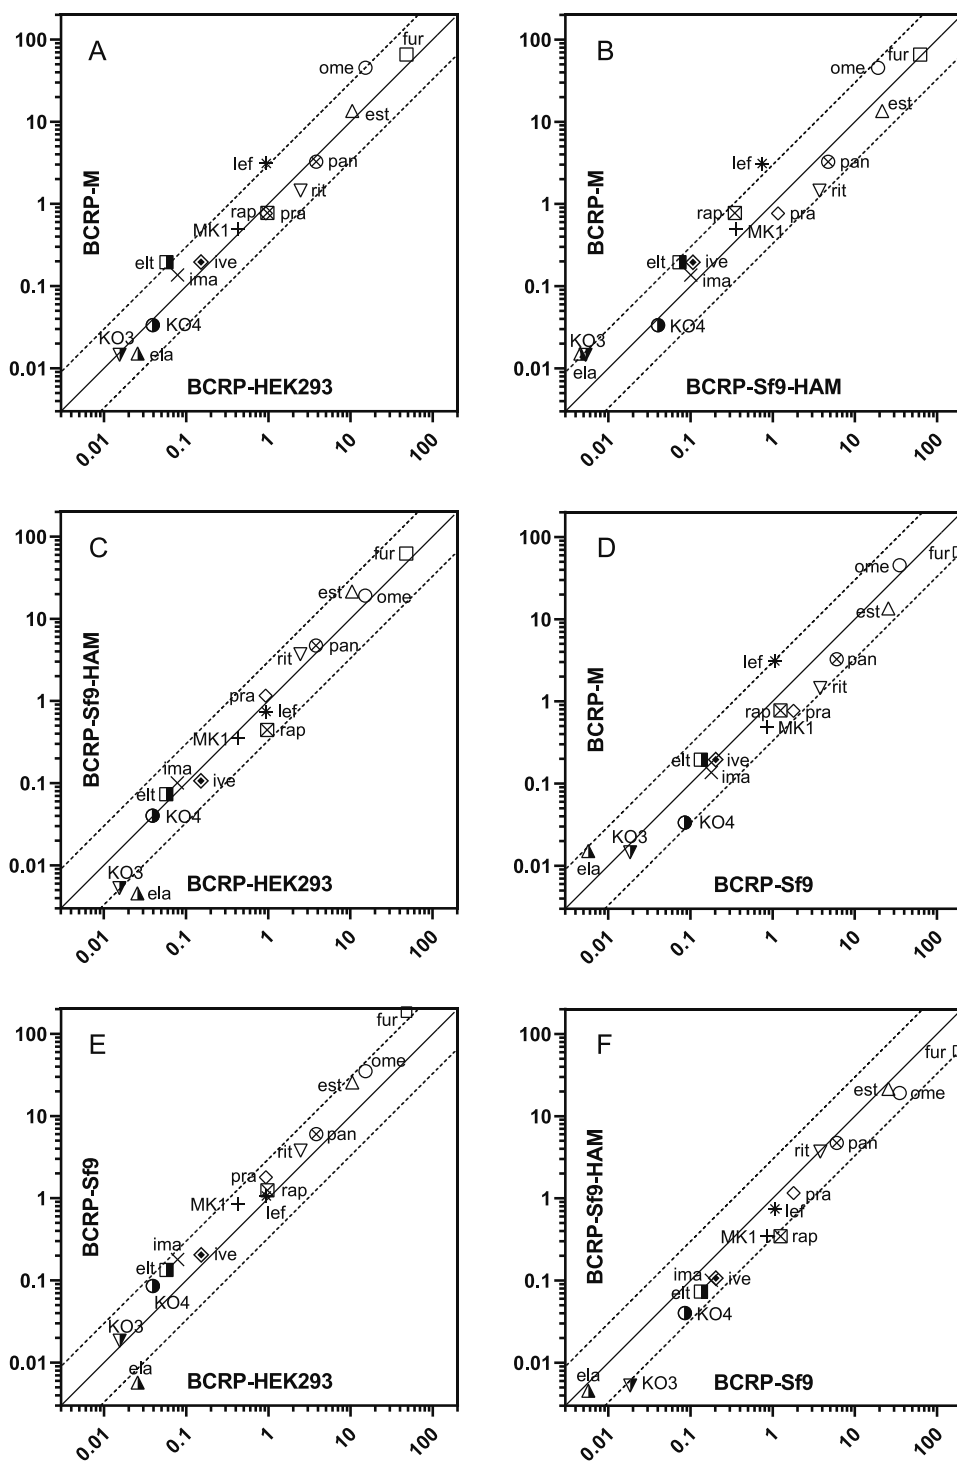 A
100
10
1
0.1
0.01
BCRP-M
fur
ome
est
lef
pan
rit
rap
pra
MK1
elt
ive
ima
KO4
KO3
ela
BCRP-HEK293
0.01 0.1 1 10 100
B
100
10
1
0.1
0.01
BCRP-M
fur
ome
est
lef
pan
rit
rap
pra
MK1
elt
ive
ima
KO4
KO3
ela
BCRP-Sf9-HAM
0.01 0.1 1 10 100
C
100
10
1
0.1
0.01
BCRP-Sf9-HAM
fur
est
ome
rit
pan
pra
lef
MK1
rap
ima
elt
ive
KO4
KO3
ela
BCRP-HEK293
0.01 0.1 1 10 100
D
100
10
1
0.1
0.01
BCRP-M
fur
ome
est
lef
pan
rit
rap
pra
MK1
elt
ive
ima
KO4
KO3
ela
BCRP-Sf9
0.01 0.1 1 10 100
E
100
10
1
0.1
0.01
BCRP-Sf9
fur
ome
est
pan
rit
pra
rap
MK1
lef
ima
elt
ive
KO4
KO3
ela
BCRP-HEK293
0.01 0.1 1 10 100
F
100
10
1
0.1
0.01
BCRP-Sf9-HAM
fur
est
ome
rit
pan
pra
lef
MK1
rap
ima
ive
elt
KO4
ela
KO3
BCRP-Sf9
0.01 0.1 1 10 100